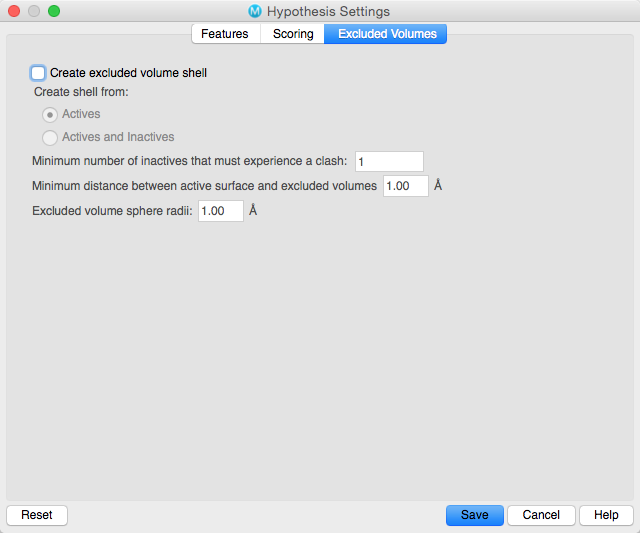 M Hypothesis Settings
Features Scoring Excluded Volumes
Create excluded volume shell
Create shell from:
Actives
Actives and Inactives
Minimum number of inactives that must experience a clash: 1
Minimum distance between active surface and excluded volumes 1.00 Å
Excluded volume sphere radii: 1.00 Å
Reset Save Cancel Help